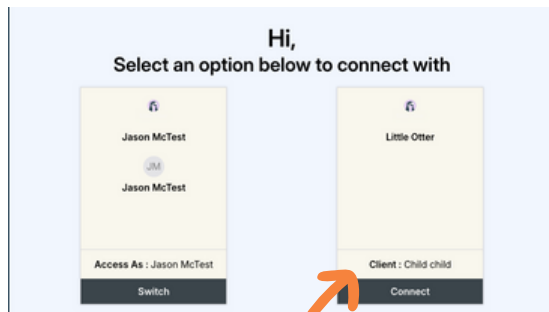 Hi,
Select an option below to connect with
Jason McTest
JM
Jason McTest
Access As : Jason McTest
Switch
Little Otter
Client : Child child
Connect